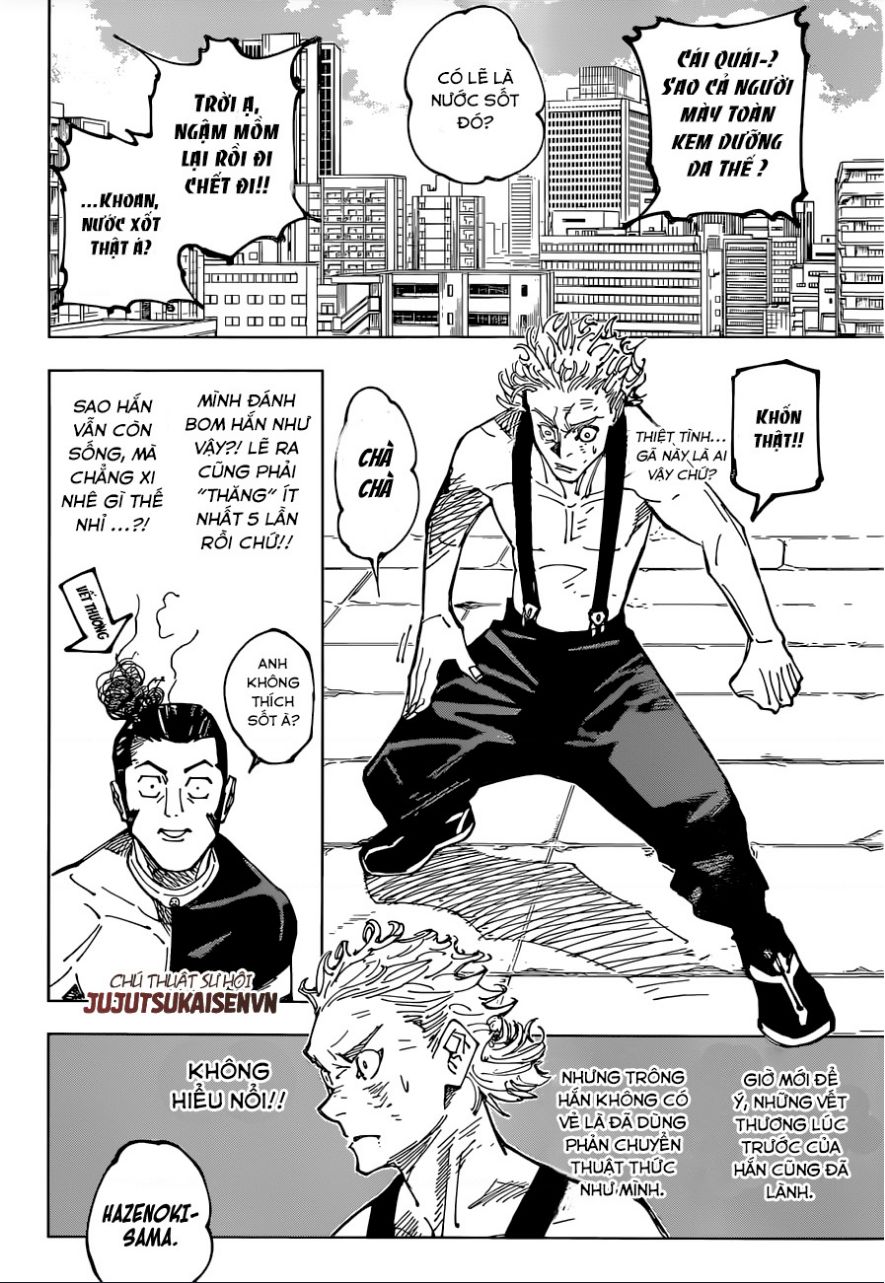 CÁI QUÁI-?
SAO CẢ NGƯỜI
MÀY TOÀN
KEM DƯỠNG
DA THẾ ?
CÓ LẼ LÀ
NƯỚC SỐT
ĐÓ?
TRỜI Ạ,
NGẬM MỒM
LẠI RỒI ĐI
CHẾT ĐI!!
...KHOAN,
NƯỚC XỐT
THẬT Á?
KHỐN
THẬT!!
THIỆT TÌNH...
GÃ NÀY LÀ AI
VẬY CHỨ?
CHÀ
CHÀ
MÌNH ĐÁNH
BOM HẮN NHƯ
VẬY?! LẼ RA
CŨNG PHẢI
“THĂNG” ÍT
NHẤT 5 LẦN
RỒI CHỨ!!
SAO HẮN
VẪN CÒN
SỐNG, MÀ
CHẲNG XI
NHÊ GÌ THẾ
NHỈ ...?!
VẾT THƯƠNG
ANH
KHÔNG
THÍCH
SỐT À?
CHÚ THUẬT SƯ HỘI
JUJUTSUKAISENVN
GIỜ MỚI ĐỂ
Ý, NHỮNG VẾT
THƯƠNG LÚC
TRƯỚC CỦA
HẮN CŨNG ĐÃ
LÀNH.
NHƯNG TRÔNG
HẮN KHÔNG CÓ
VẺ LÀ ĐÃ DÙNG
PHẢN CHUYỂN
THUẬT THỨC
NHƯ MÌNH.
KHÔNG
HIỂU NỔI!!
HAZENOKI-
SAMA.